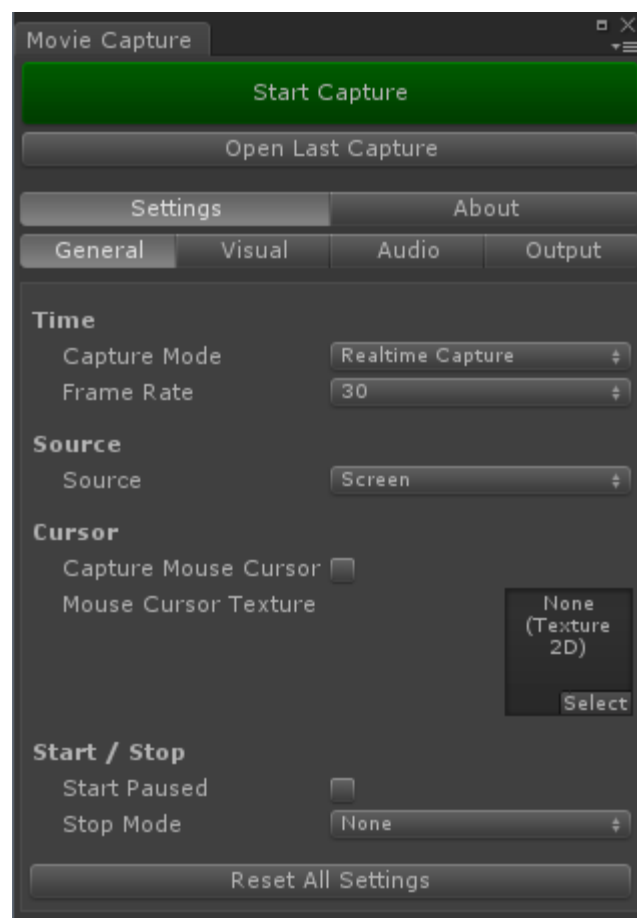 Movie Capture
Start Capture
Open Last Capture
Settings About
General Visual Audio Output
Time
Capture Mode Realtime Capture
Frame Rate 30
Source
Source Screen
Cursor
Capture Mouse Cursor
Mouse Cursor Texture None
(Texture
2D)
Select
Start / Stop
Start Paused
Stop Mode None
Reset All Settings